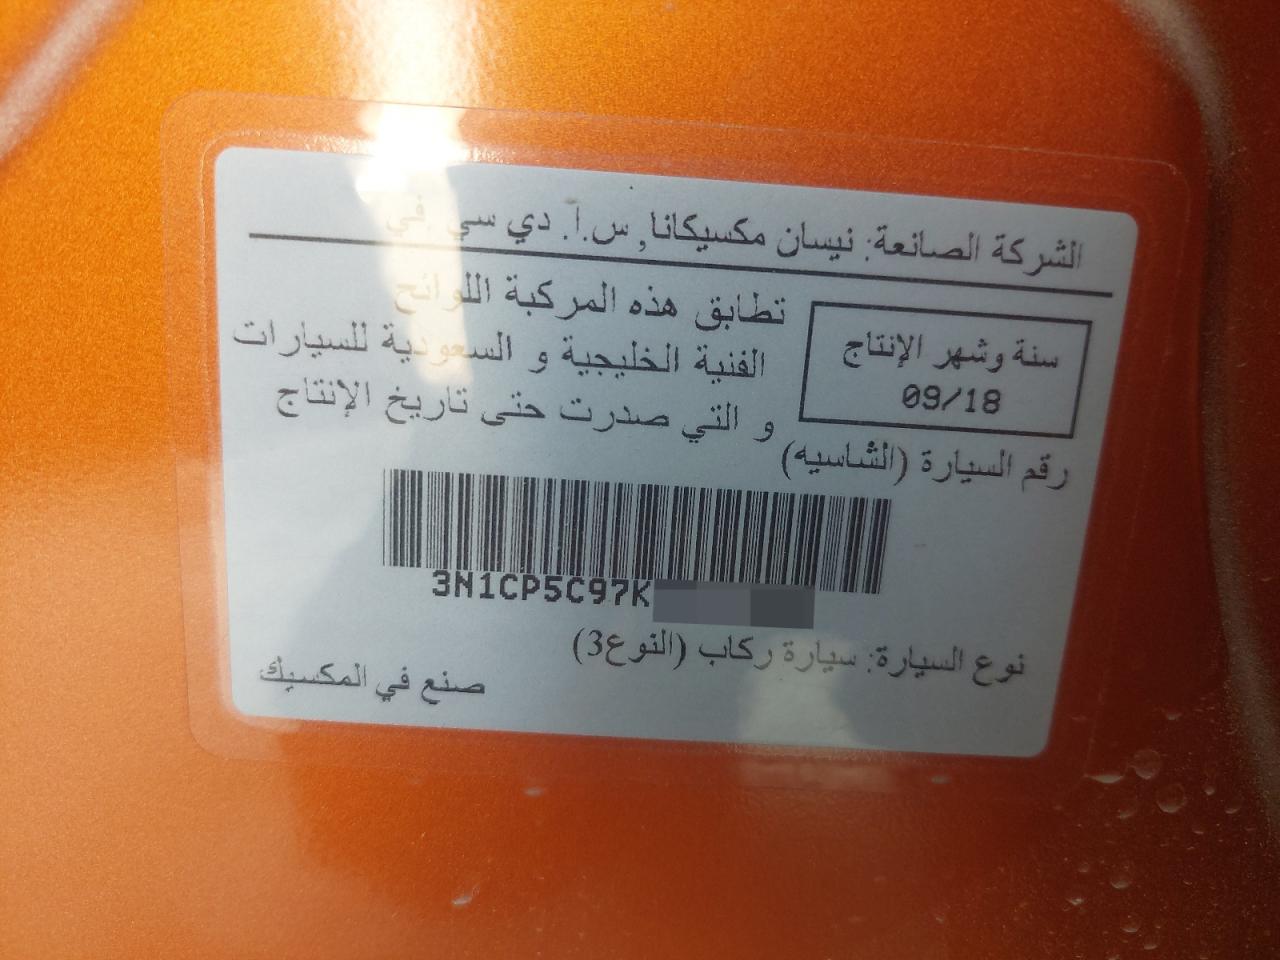 الشركة الصانعة: نيسان مكسيكانا, س.أ. دي سي .في
سنة وشهر الإنتاج
09/18
تطابق هذه المركبة اللوائح
الفنية الخليجية و السعودية للسيارات
و التي صدرت حتى تاريخ الإنتاج
رقم السيارة (الشاسيه)
3N1CP5C97K
نوع السيارة: سيارة ركاب (النوع3)
صنع في المكسيك